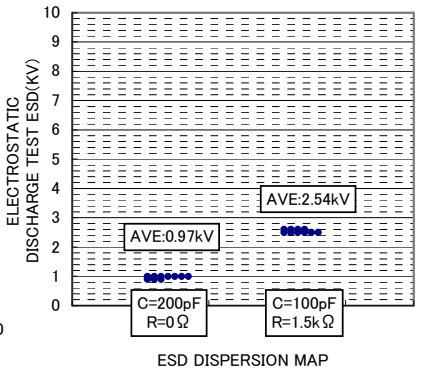 ELECTROSTATIC
DISCHARGE TEST ESD(KV)
10
9
8
7
6
5
4
3
2
1
0
AVE:0.97kV
AVE:2.54kV
C=200pF
R=0Ω
C=100pF
R=1.5kΩ
0
ESD DISPERSION MAP